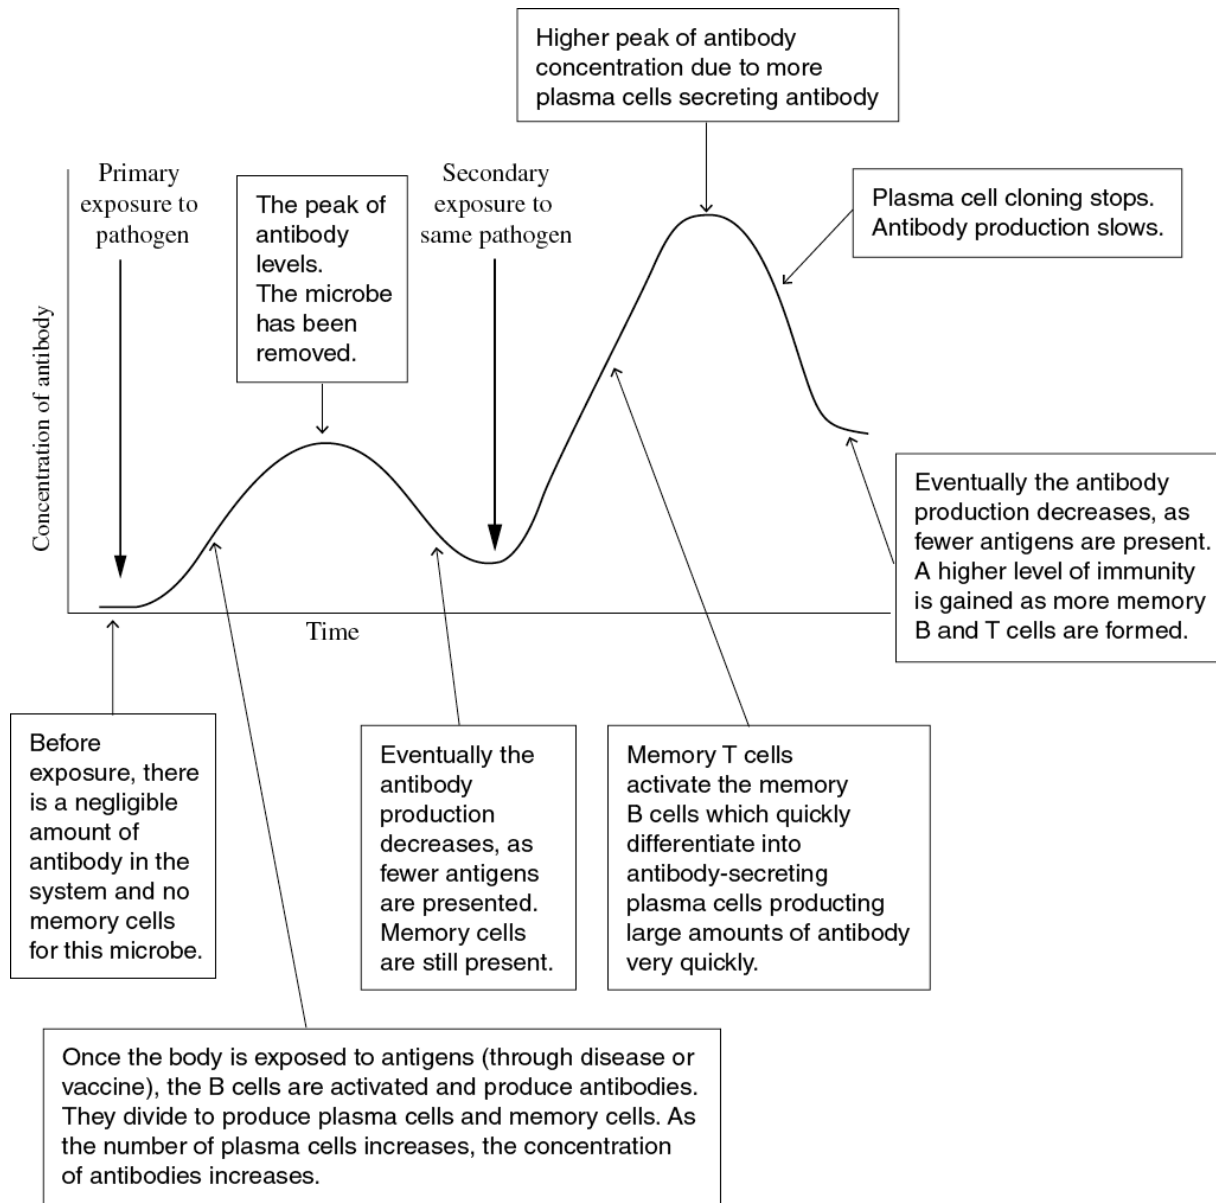 Higher peak of antibody
concentration due to more
plasma cells secreting antibody
Primary
exposure to
pathogen
The peak of
antibody
levels.
The microbe
has been
removed.
Secondary
exposure to
same pathogen
Plasma cell cloning stops.
Antibody production slows.
Concentration of antibody
Time
Eventually the antibody
production decreases, as
fewer antigens are present.
A higher level of immunity
is gained as more memory
B and T cells are formed.
Before
exposure, there
is a negligible
amount of
antibody in the
system and no
memory cells
for this microbe.
Eventually the
antibody
production
decreases, as
fewer antigens
are presented.
Memory cells
are still present.
Memory T cells
activate the memory
B cells which quickly
differentiate into
antibody-secreting
plasma cells producting
large amounts of antibody
very quickly.
Once the body is exposed to antigens (through disease or
vaccine), the B cells are activated and produce antibodies.
They divide to produce plasma cells and memory cells. As
the number of plasma cells increases, the concentration
of antibodies increases.